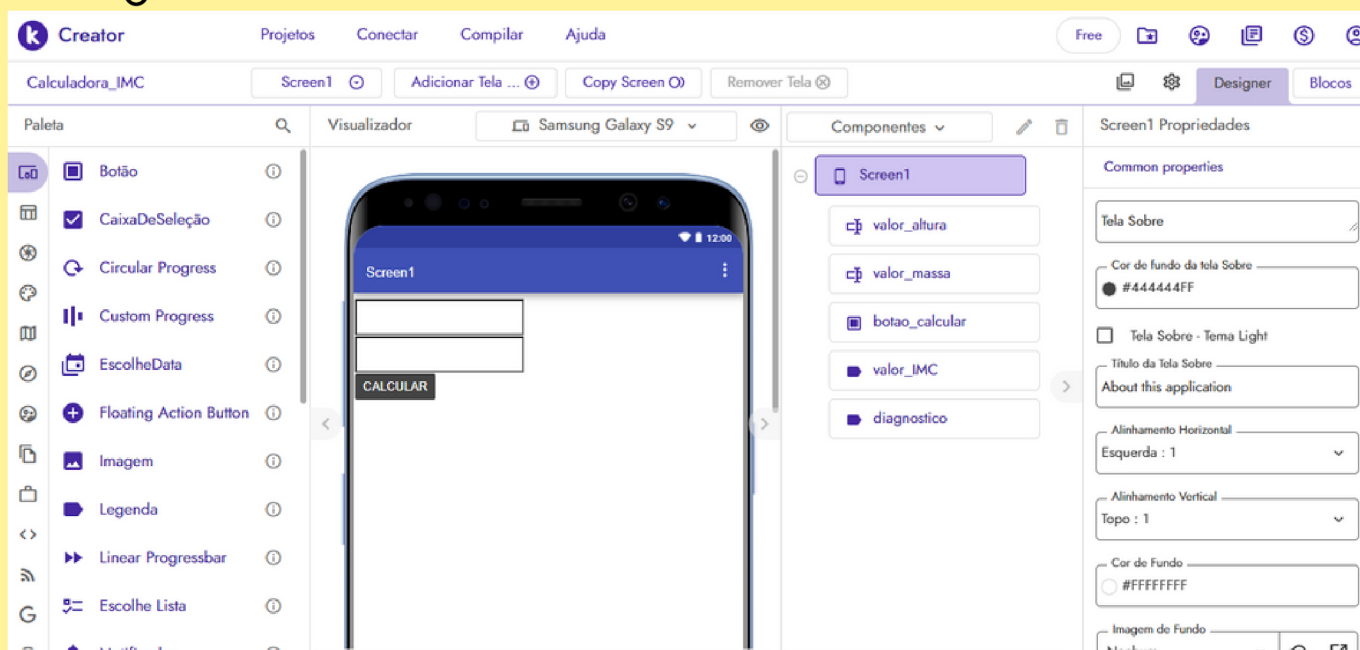 Creator Projetos Conectar Compilar Ajuda Free
Calculadora_IMC Screen1 Adicionar Tela ... Copy Screen Remover Tela Designer Blocos
Paleta Visualizador Samsung Galaxy S9 Componentes Screen1 Propriedades
Botão
CaixaDeSeleção
Circular Progress
Custom Progress
EscolheData
Floating Action Button
Imagem
Legenda
Linear Progressbar
Escolhe Lista
12:00
Screen1
CALCULAR
Screen1
valor_altura
valor_massa
botao_calcular
valor_IMC
diagnostico
Common properties
Tela Sobre
Cor de fundo da tela Sobre
#444444FF
Tela Sobre - Tema Light
Título da Tela Sobre
About this application
Alinhamento Horizontal
Esquerda : 1
Alinhamento Vertical
Topo : 1
Cor de Fundo
#FFFFFFFF
Imagem de Fundo